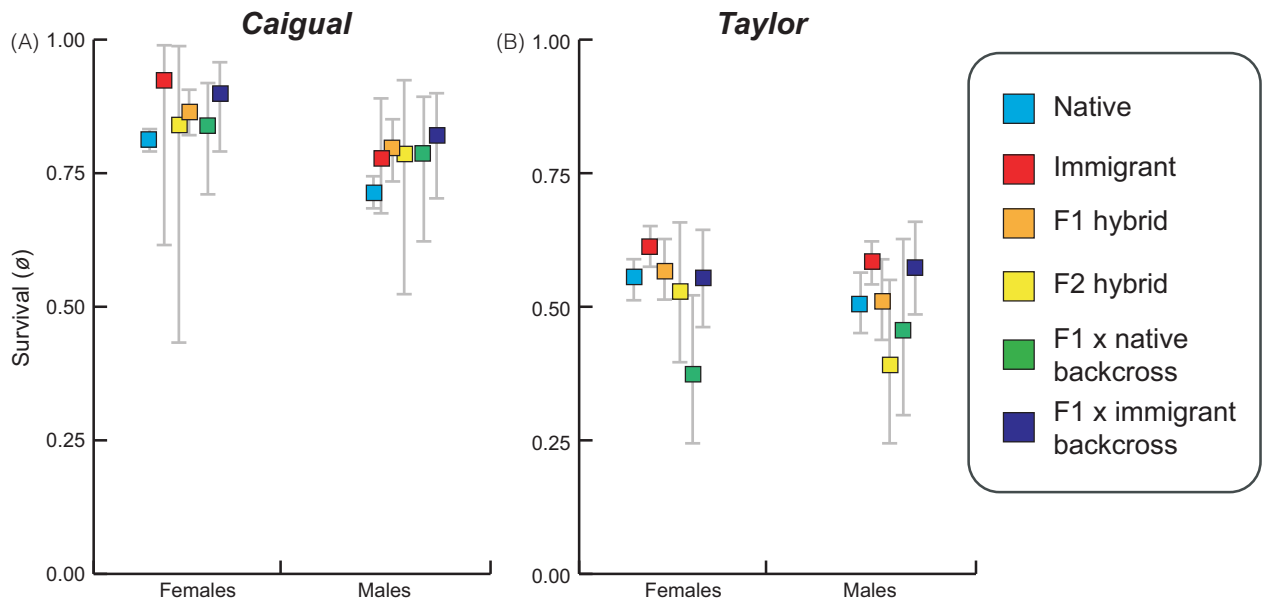 Caigual
Taylor
(A)
1.00
0.75
0.50
0.25
0.00
Survival (ø)
Females
Males
(B)
1.00
0.75
0.50
0.25
0.00
Females
Males
Native
Immigrant
F1 hybrid
F2 hybrid
F1 x native
backcross
F1 x immigrant
backcross